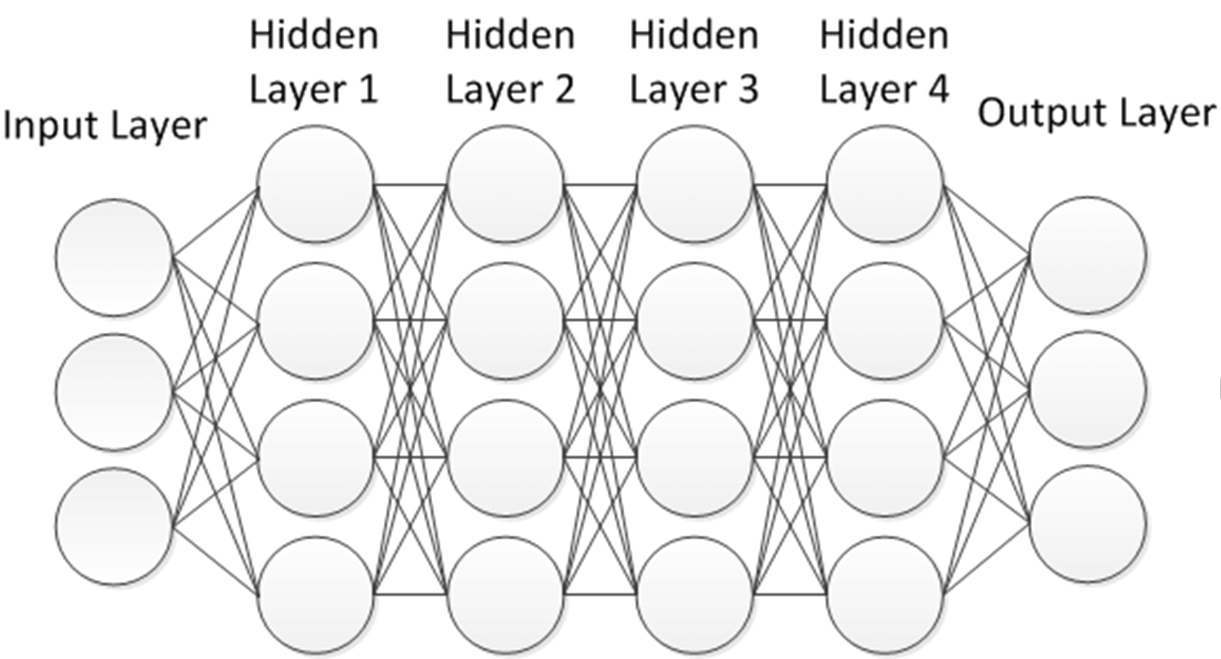 Input Layer
Hidden
Layer 1
Hidden
Layer 2
Hidden
Layer 3
Hidden
Layer 4
Output Layer